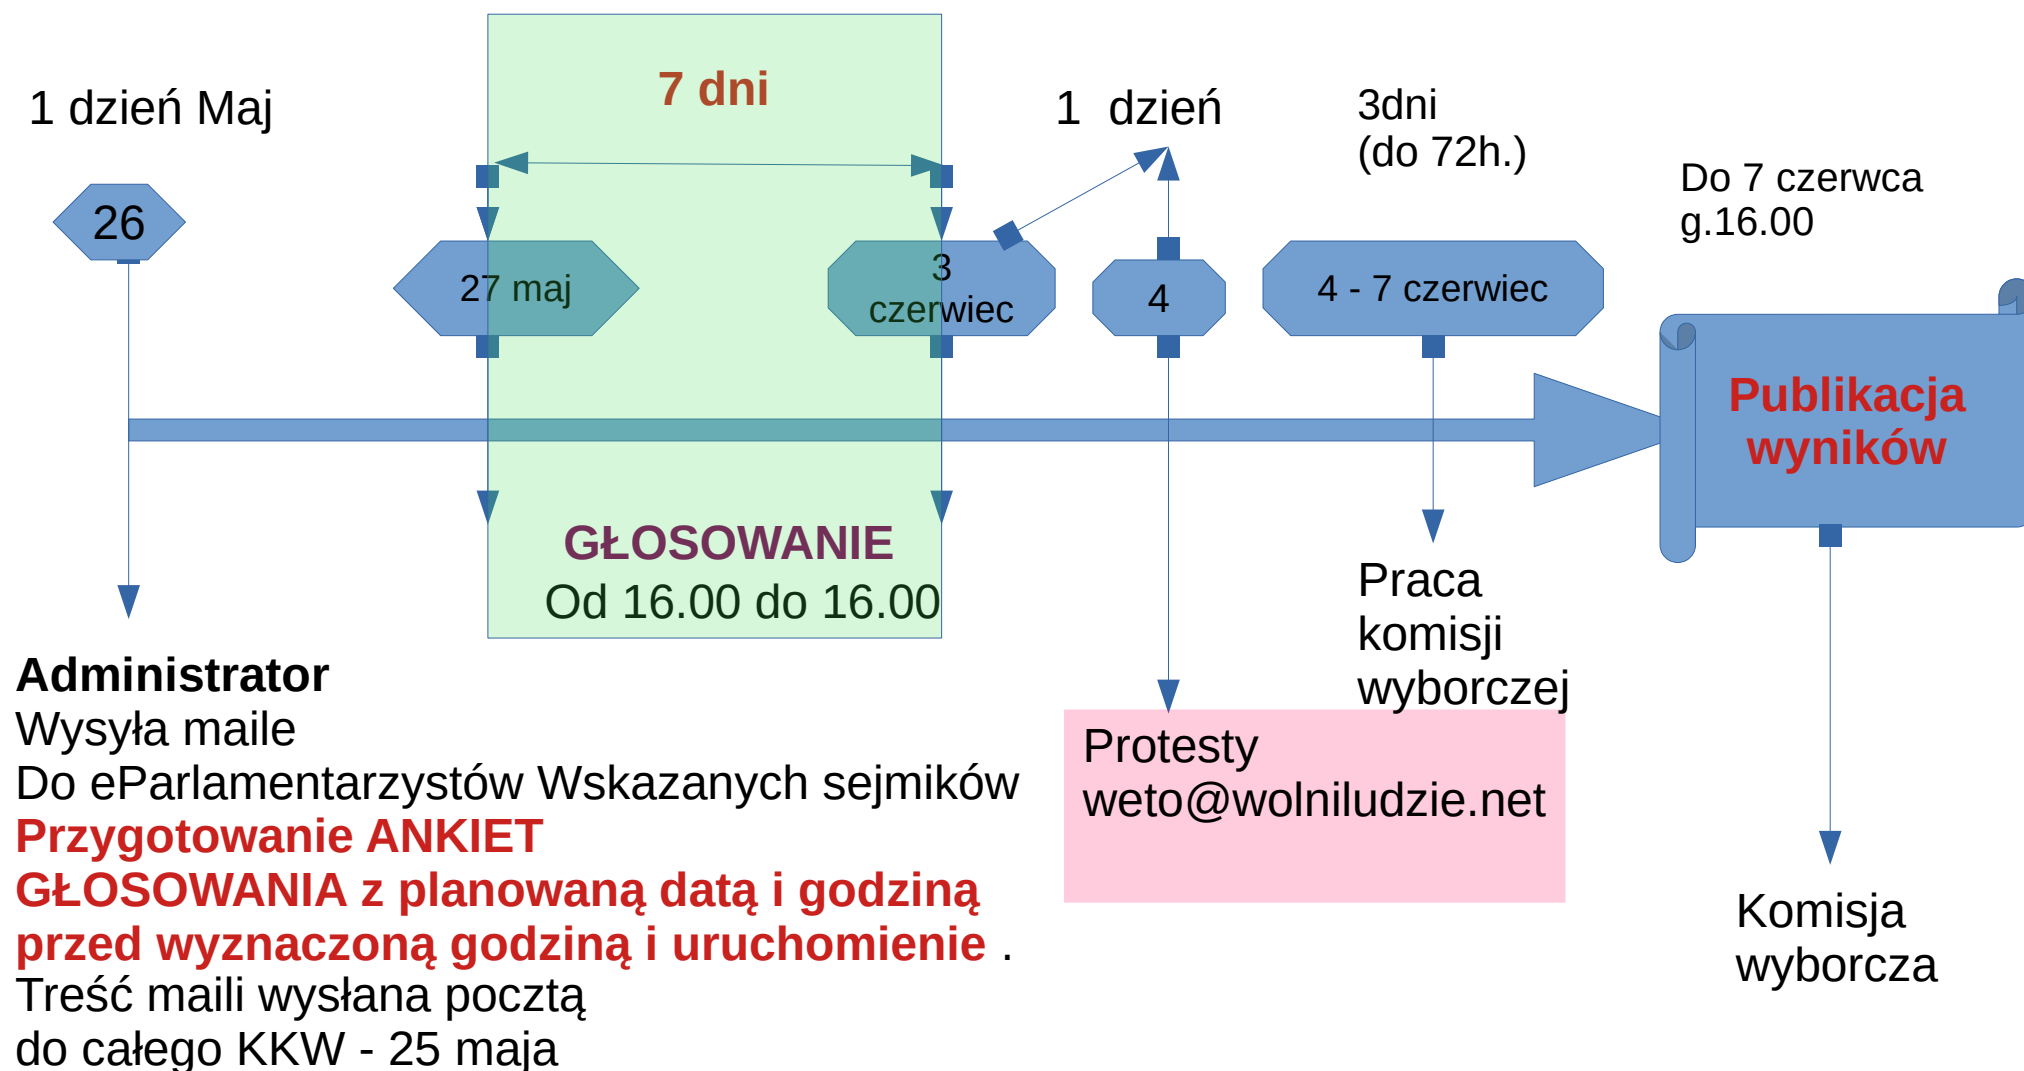 7 dni
1 dzień Maj
1 dzień
3dni
(do 72h.)
Do 7 czerwca
g.16.00
26
27 maj
3
czerwiec
4
4 - 7 czerwiec
Publikacja
wyników
GŁOSOWANIE
Od 16.00 do 16.00
Praca
komisji
wyborczej
Administrator
Wysyła maile
Do eParlamentarzystów Wskazanych sejmików
Przygotowanie ANKIET
GŁOSOWANIA z planowaną datą i godziną
przed wyznaczoną godziną i uruchomienie .
Treść maili wysłana pocztą
do całego KKW - 25 maja
Protesty
weto@wolniludzie.net
Komisja
wyborcza